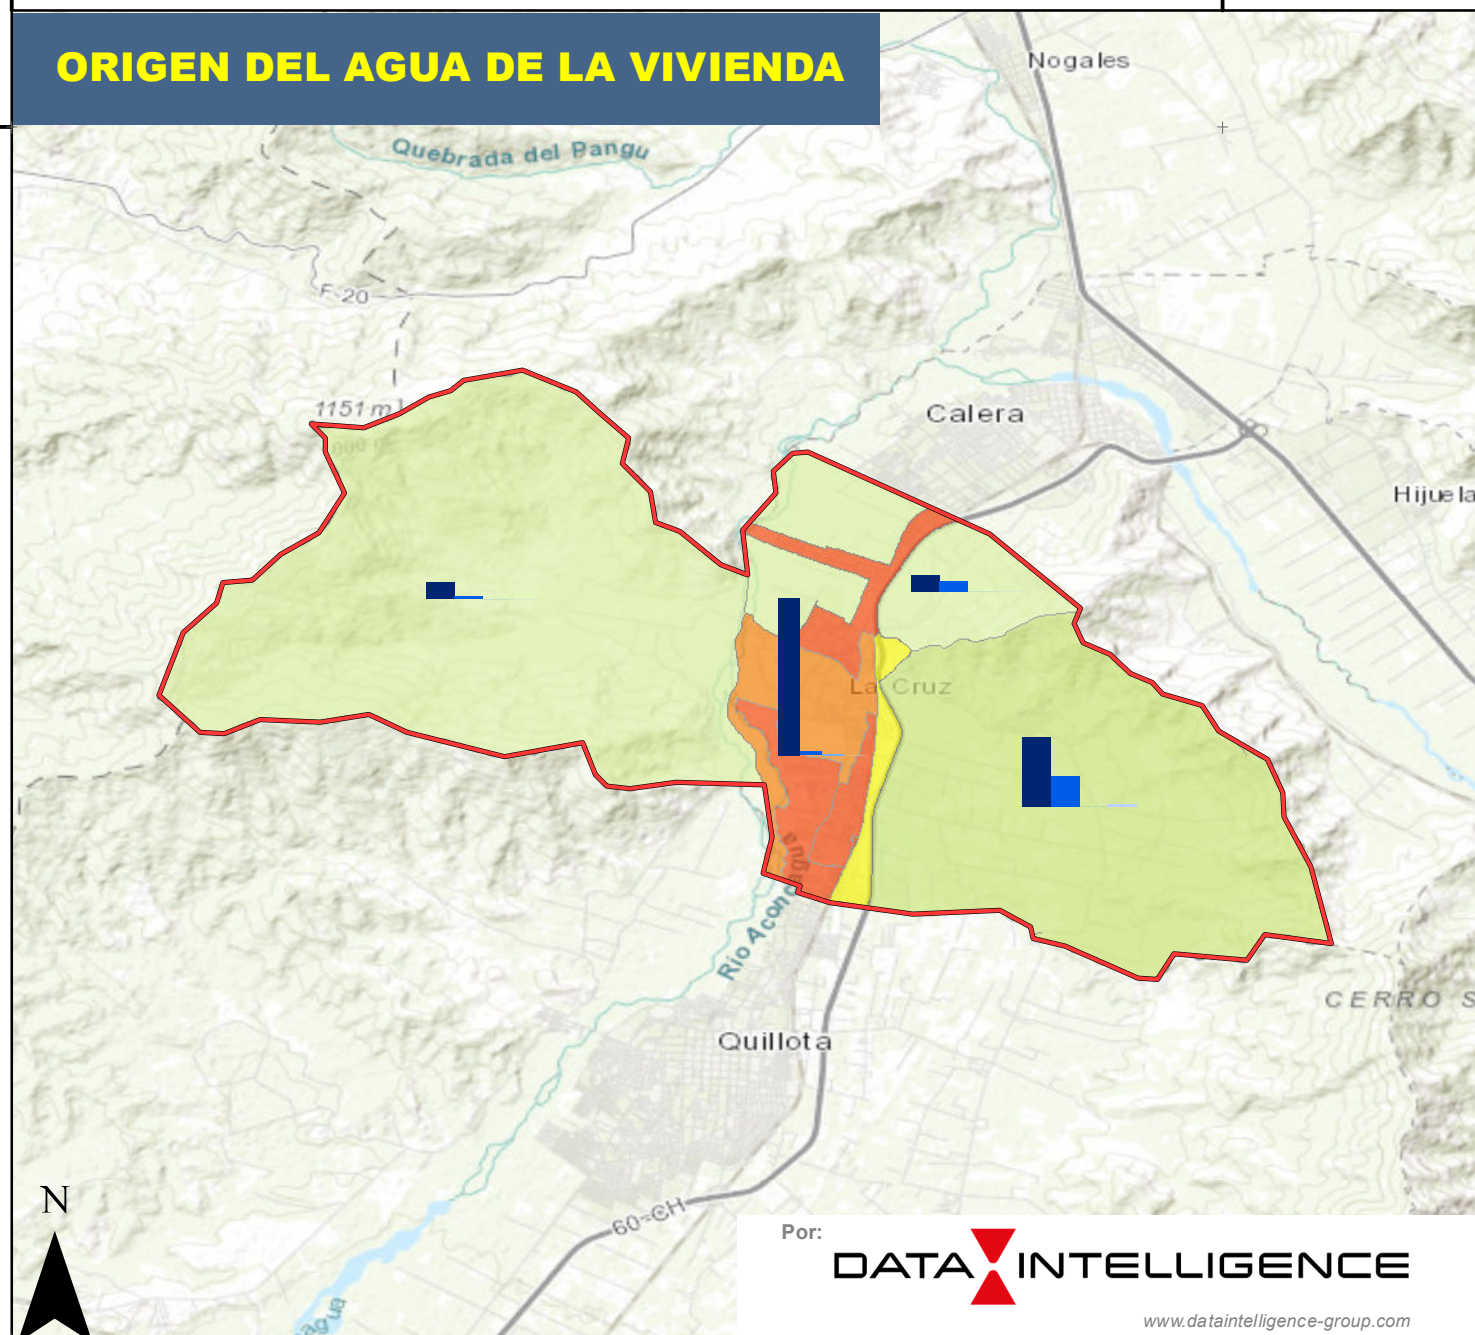 ORIGEN DEL AGUA DE LA VIVIENDA
Nogales
Quebrada del Pangu
F-20
1151 m
Calera
Hijuela
La Cruz
Río Aconcagua
CERRO S
Quillota
N
60-CH
Por:
DATA INTELLIGENCE
www.dataintelligence-group.com
agua